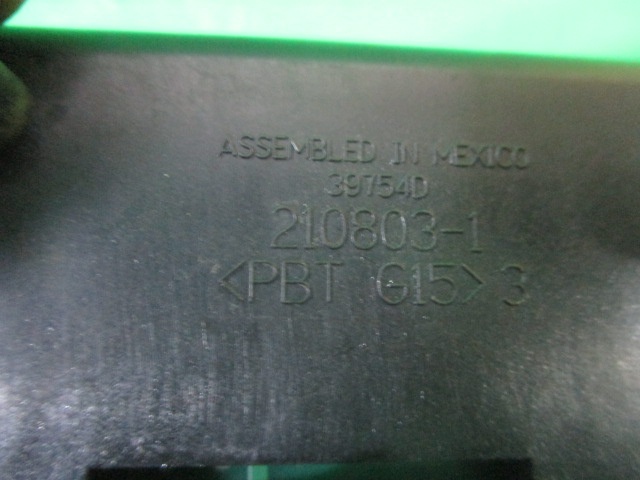 ASSEMBLED IN MEXICO
39754D
210803-1
<PBT G15> 3